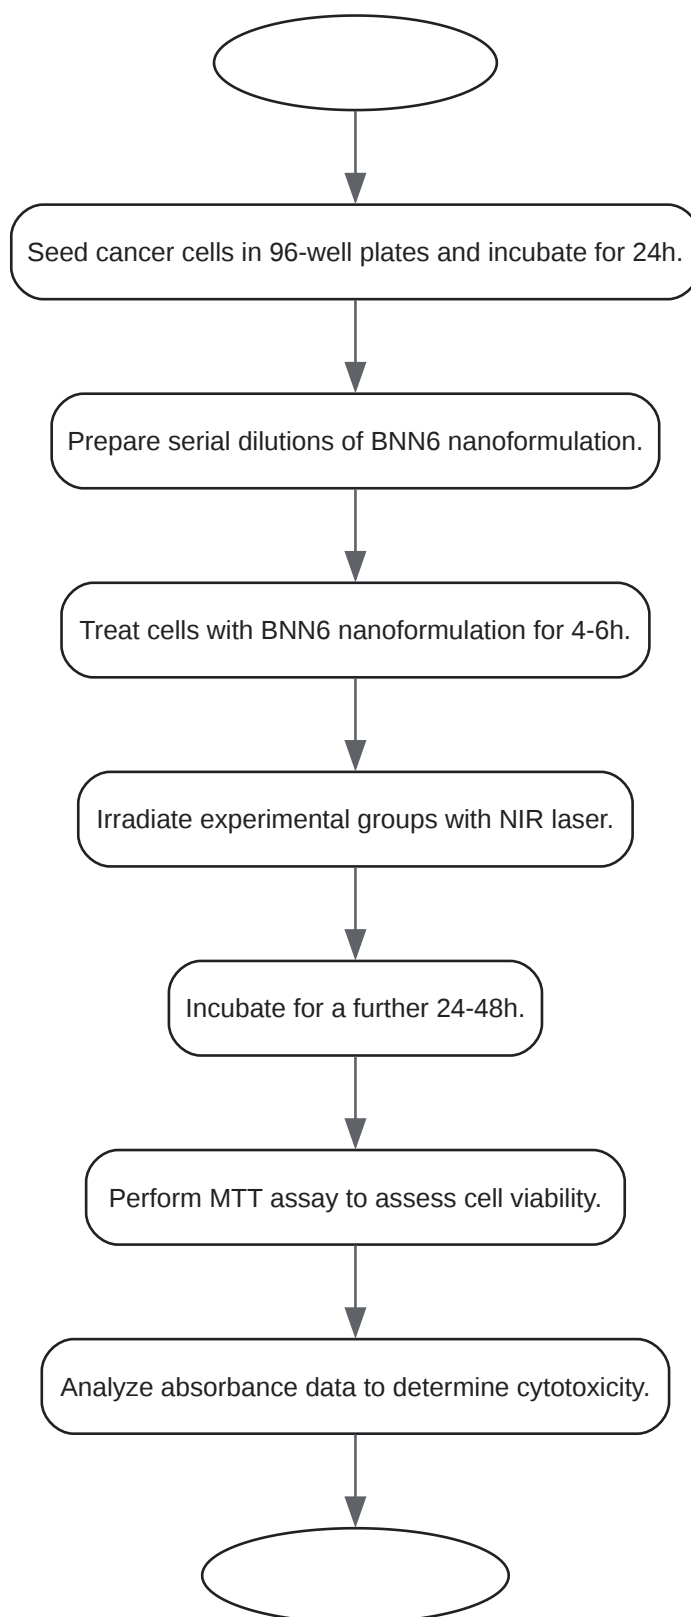 Seed cancer cells in 96-well plates and incubate for 24h.
Prepare serial dilutions of BNN6 nanoformulation.
Treat cells with BNN6 nanoformulation for 4-6h.
Irradiate experimental groups with NIR laser.
Incubate for a further 24-48h.
Perform MTT assay to assess cell viability.
Analyze absorbance data to determine cytotoxicity.